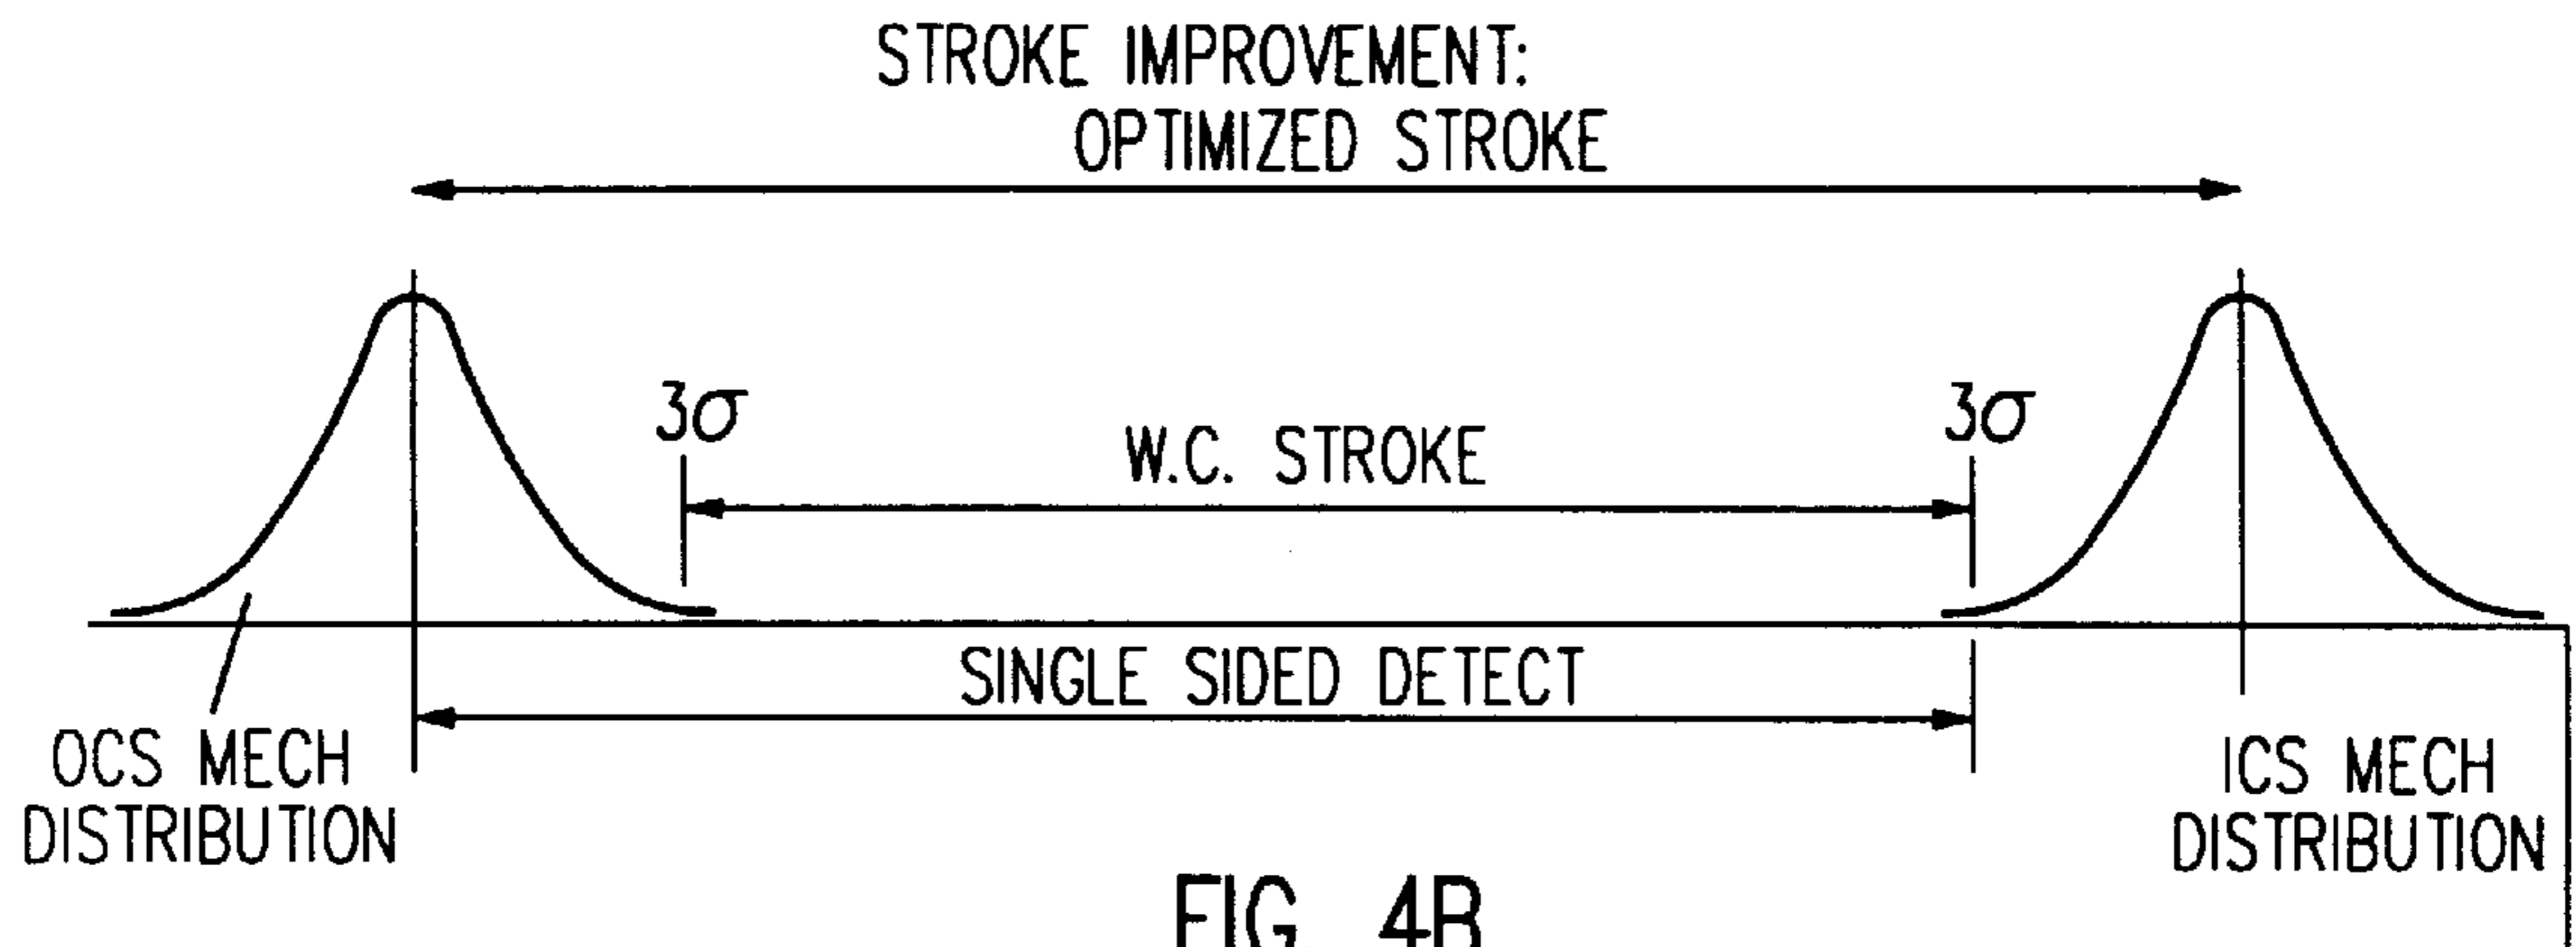 STROKE IMPROVEMENT:
OPTIMIZED STROKE
3σ
W.C. STROKE
3σ
SINGLE SIDED DETECT
OCS MECH
DISTRIBUTION
ICS MECH
DISTRIBUTION
FIG. 4B